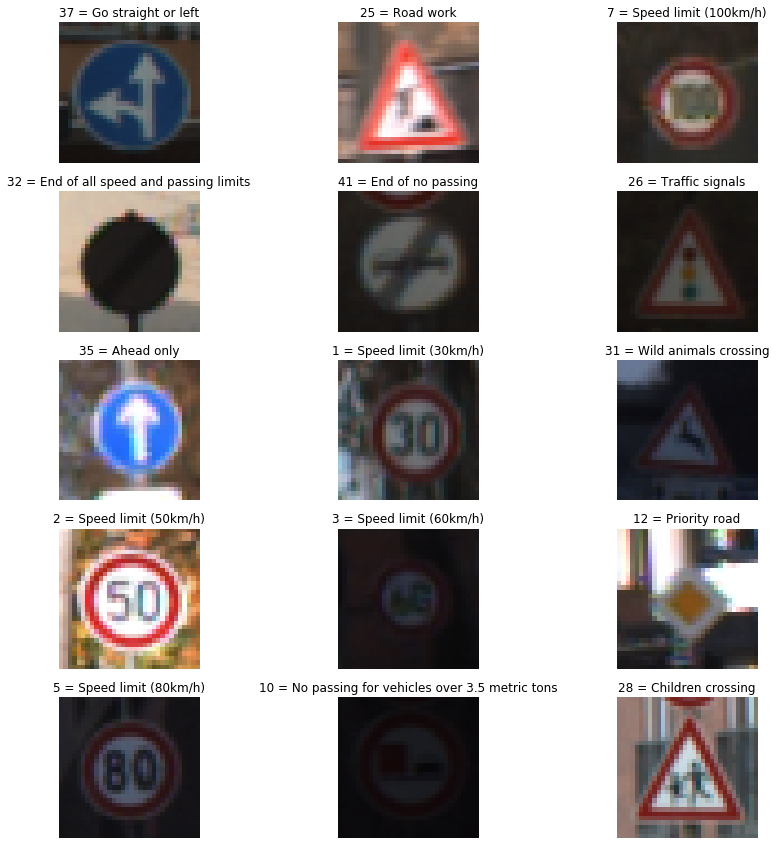 37 = Go straight or left
25 = Road work
7 = Speed limit (100km/h)
100
32 = End of all speed and passing limits
41 = End of no passing
26 = Traffic signals
35 = Ahead only
1 = Speed limit (30km/h)
31 = Wild animals crossing
30
2 = Speed limit (50km/h)
3 = Speed limit (60km/h)
12 = Priority road
50
60
5 = Speed limit (80km/h)
10 = No passing for vehicles over 3.5 metric tons
28 = Children crossing
80